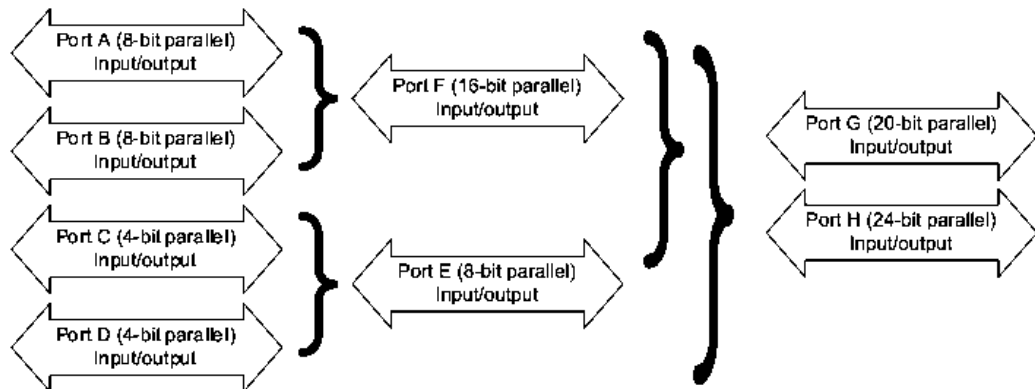 Port A (8-bit parallel)
Input/output
Port B (8-bit parallel)
Input/output
Port C (4-bit parallel)
Input/output
Port D (4-bit parallel)
Input/output
Port F (16-bit parallel)
Input/output
Port E (8-bit parallel)
Input/output
Port G (20-bit parallel)
Input/output
Port H (24-bit parallel)
Input/output